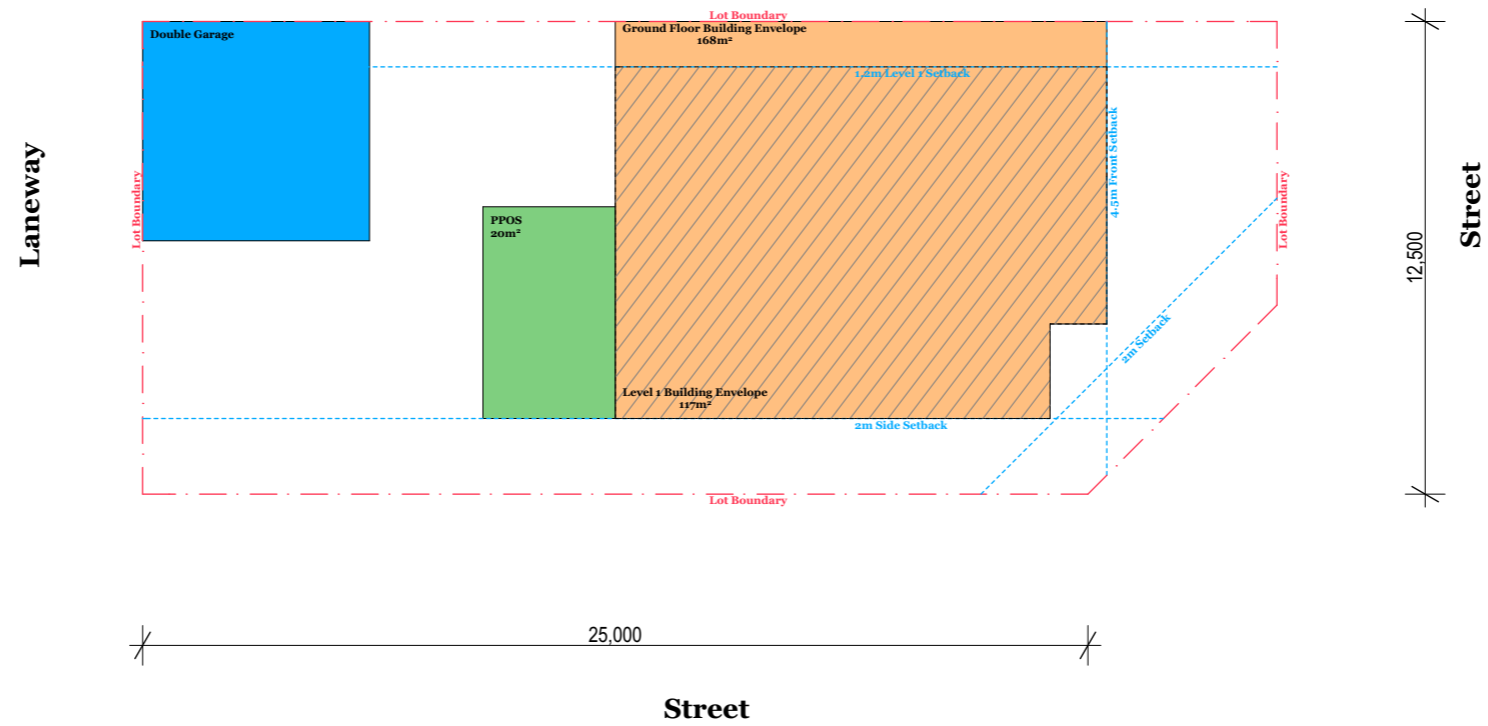 Lot Boundary
Double Garage
Ground Floor Building Envelope
168m²
1.2m Level 1 Setback
Laneway
Lot Boundary
4.5m Front Setback
Lot Boundary
Street
12,500
PPOS
20m²
2m Setback
Level 1 Building Envelope
117m²
2m Side Setback
Lot Boundary
25,000
Street